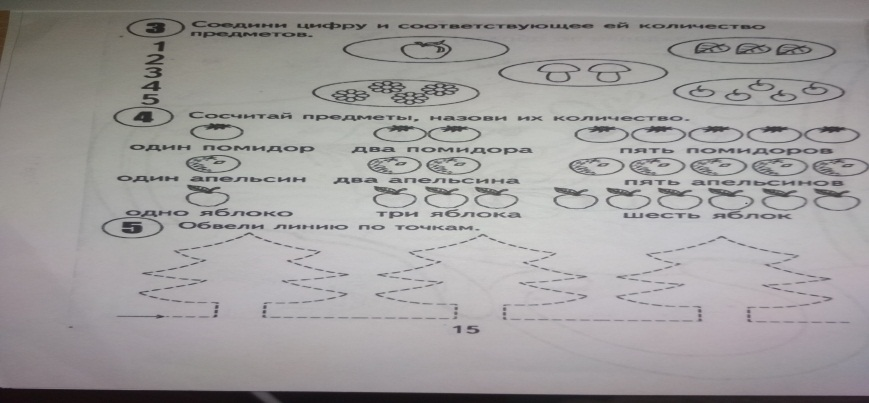 3 Соедини цифру и соответствующее ей количество
предметов.
1
2
3
4
5
4 Сосчитай предметы, назови их количество.
один помидор два помидора пять помидоров
один апельсин два апельсина пять апельсинов
одно яблоко три яблока шесть яблок
5 Обведи линию по точкам.
15